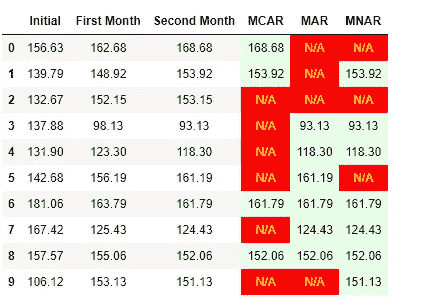 Initial First Month Second Month MCAR MAR MNAR
0 156.63 162.68 168.68 168.68 N/A N/A
1 139.79 148.92 153.92 153.92 N/A 153.92
2 132.67 152.15 153.15 N/A N/A N/A
3 137.88 98.13 93.13 N/A 93.13 93.13
4 131.90 123.30 118.30 N/A 118.30 118.30
5 142.68 156.19 161.19 N/A 161.19 N/A
6 181.06 163.79 161.79 161.79 161.79 161.79
7 167.42 125.43 124.43 N/A 124.43 124.43
8 157.57 155.06 152.06 152.06 152.06 152.06
9 106.12 153.13 151.13 N/A N/A 151.13